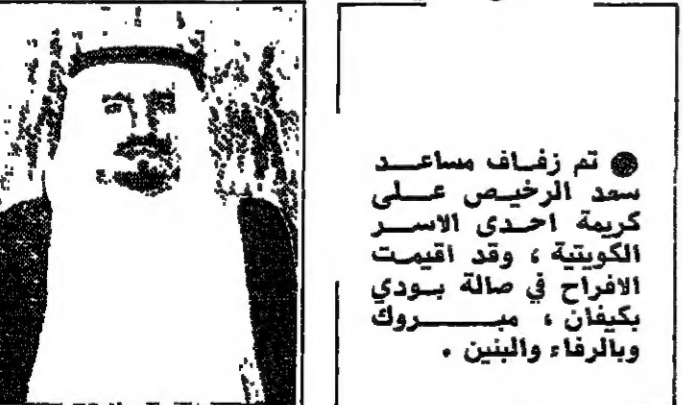 ● تم زفاف مساعد
سعد الرخيص على
كريمة احدى الاسر
الكويتية ، وقد اقيمت
الافراح في صالة بودي
بكيفان ، مبروك
وبالرفاء والبنين .